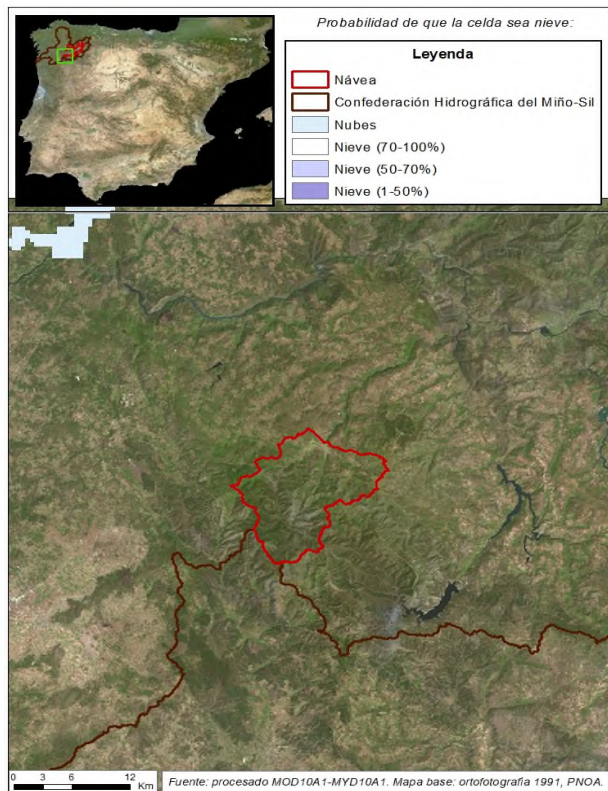 Probabilidad de que la celda sea nieve:
Leyenda
Návea
Confederación Hidrográfica del Miño-Sil
Nubes
Nieve (70-100%)
Nieve (50-70%)
Nieve (1-50%)
0 3 6 12
Km
Fuente: procesado MOD10A1-MYD10A1. Mapa base: ortofotografía 1991, PNOA.